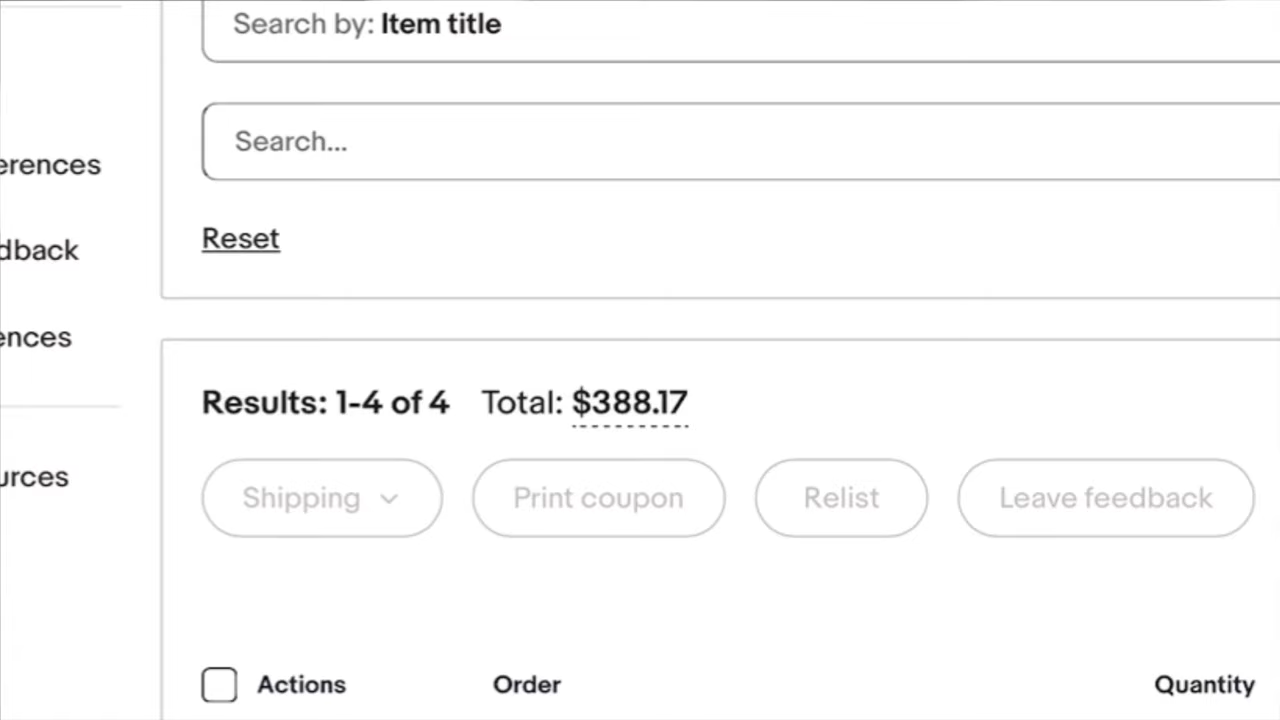 Search by: Item title
Search...
erences
Reset
dback
ences
Results: 1-4 of 4 Total: $388.17
urces
Shipping Print coupon Relist Leave feedback
Actions Order Quantity